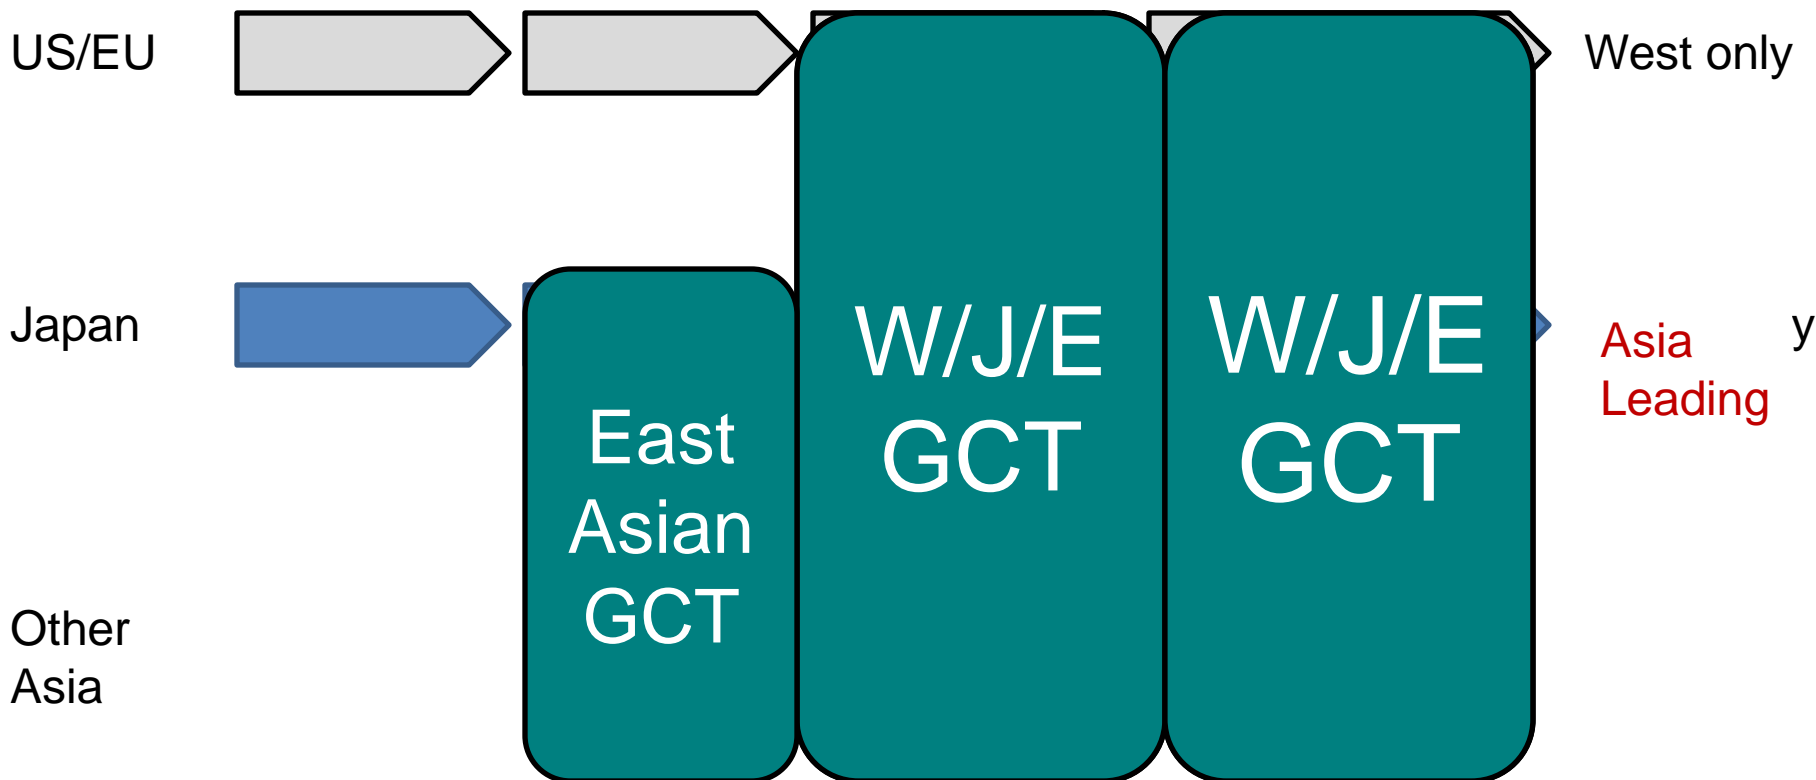 US/EU
West only
Japan
W/J/E
GCT
W/J/E
GCT
Asia
Leading
y
East
Asian
GCT
Other
Asia